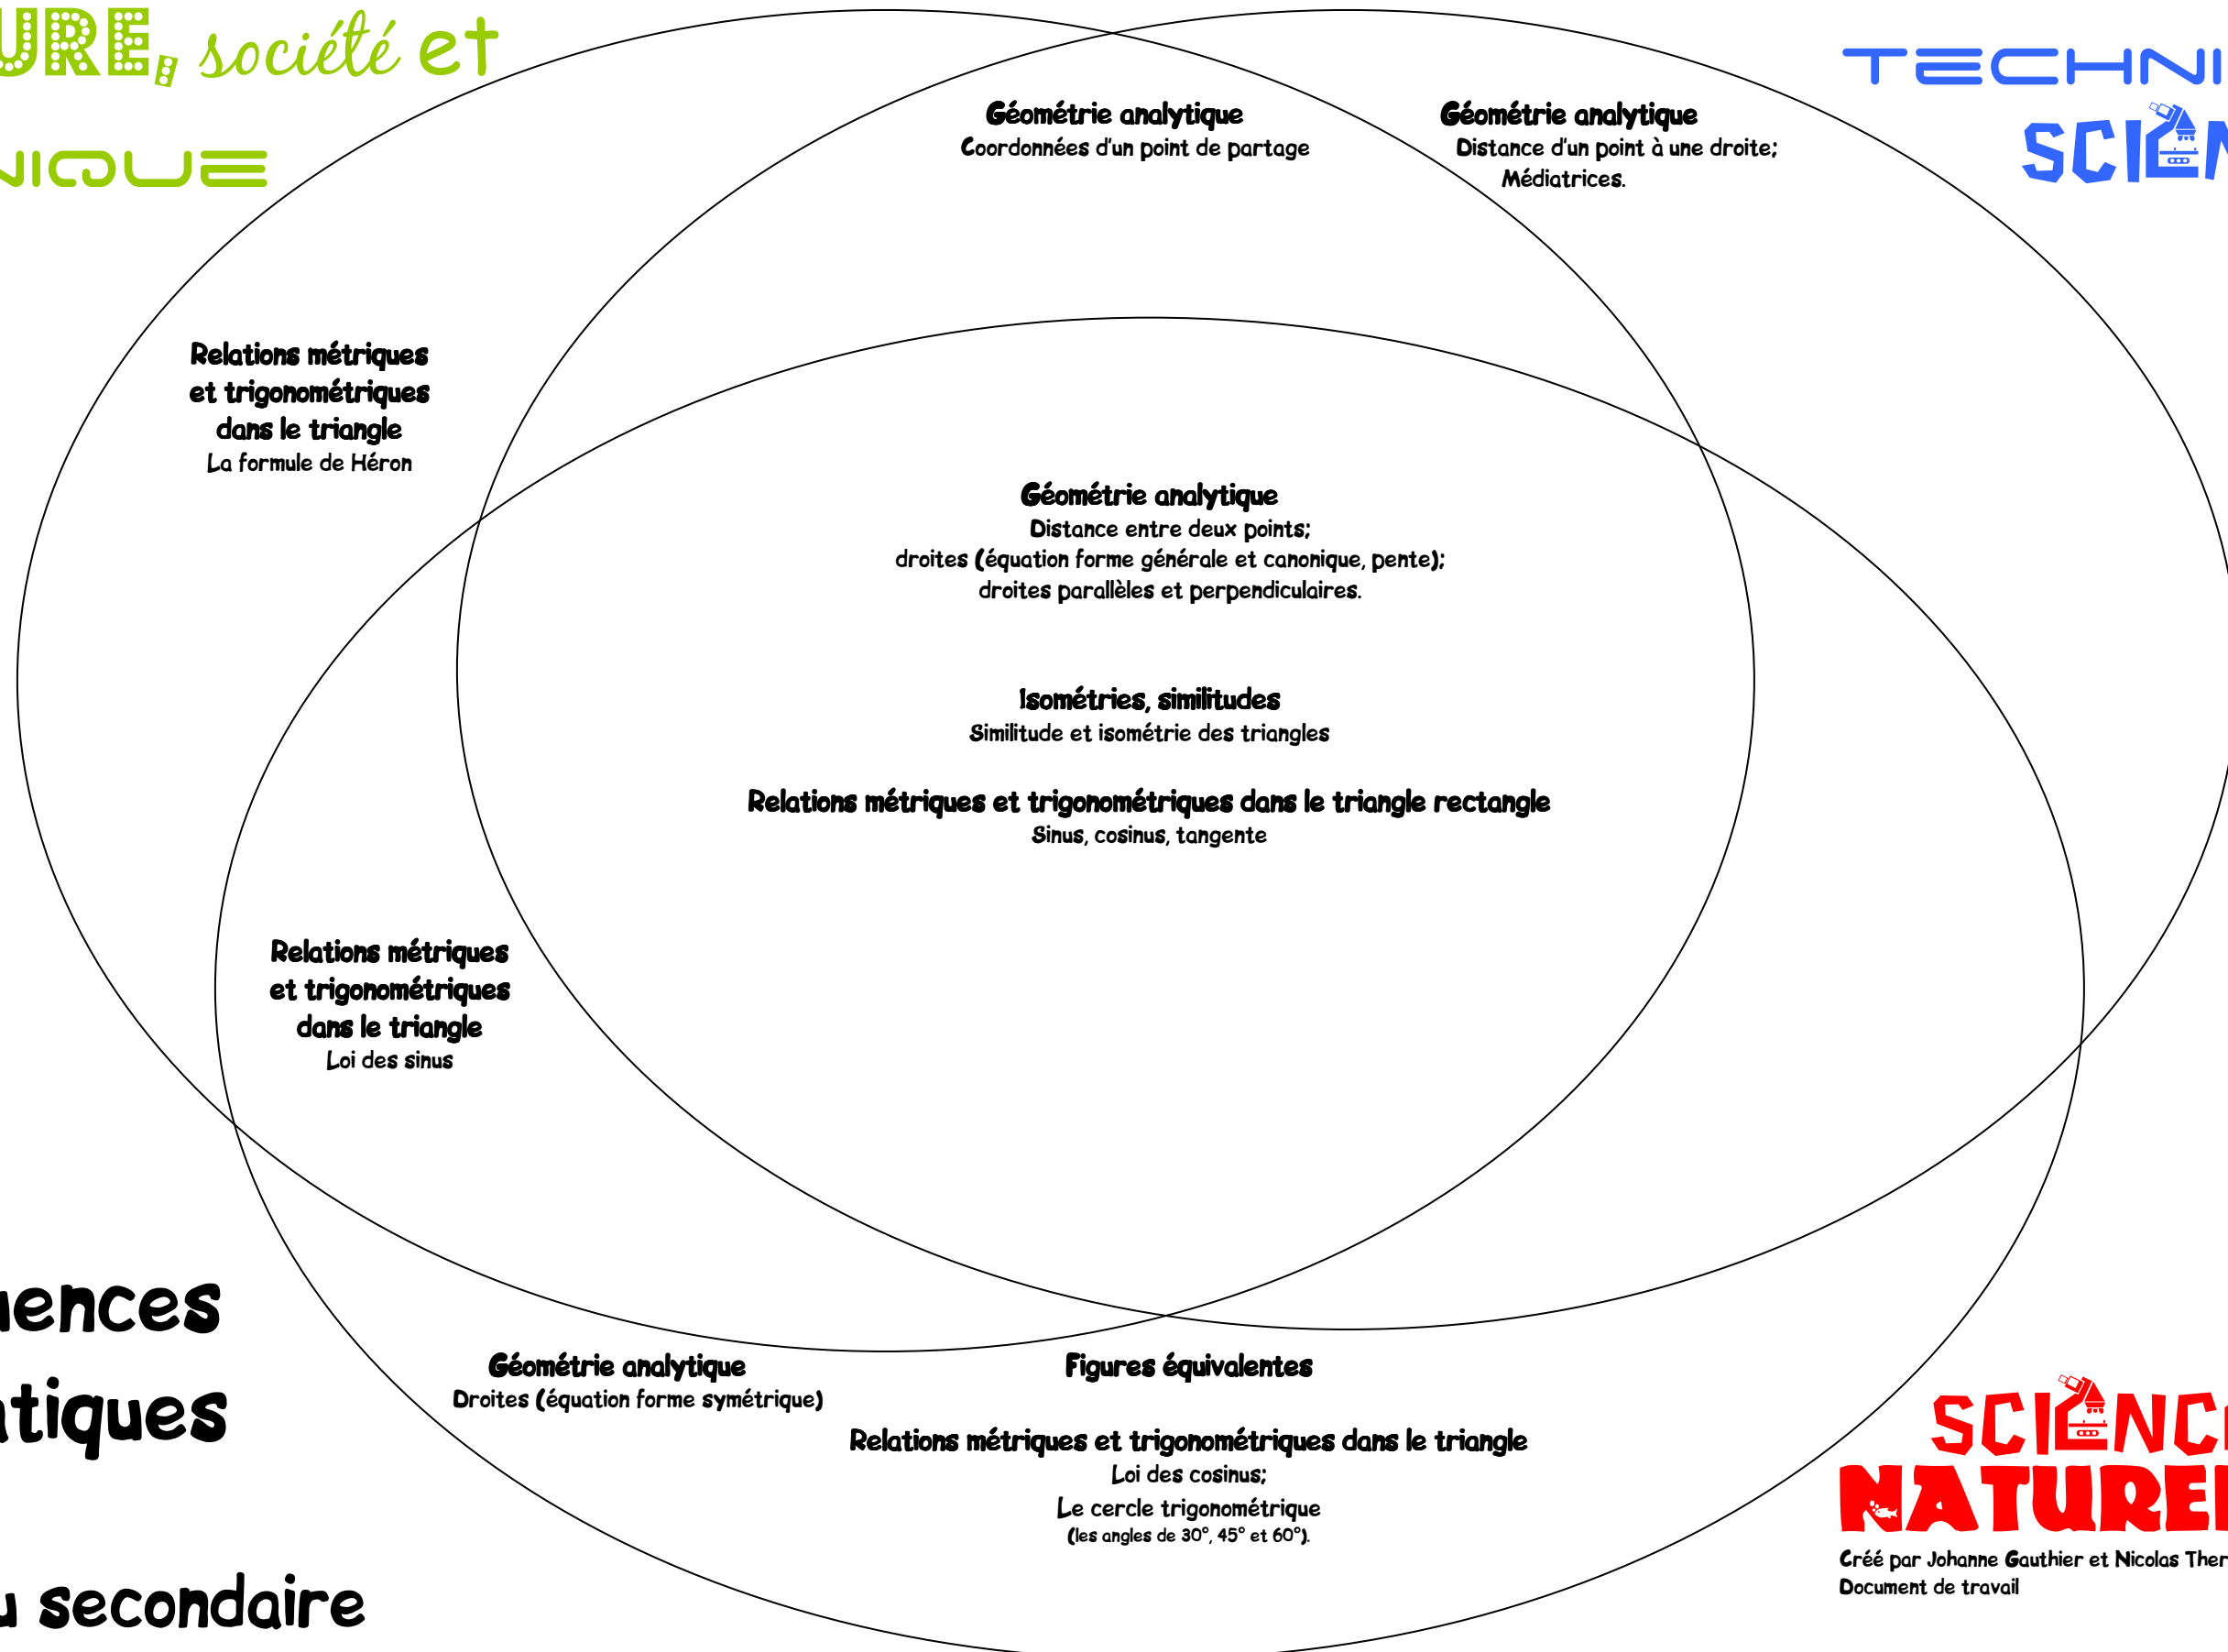 URE, société et
NIQUE
TECHNI
SCIEN
Géométrie analytique
Coordonnées d'un point de partage
Géométrie analytique
Distance d'un point à une droite;
Médiatrices.
Relations métriques
et trigonométriques
dans le triangle
La formule de Héron
Géométrie analytique
Distance entre deux points;
droites (équation forme générale et canonique, pente);
droites parallèles et perpendiculaires.
Isométries, similitudes
Similitude et isométrie des triangles
Relations métriques et trigonométriques dans le triangle rectangle
Sinus, cosinus, tangente
Relations métriques
et trigonométriques
dans le triangle
Loi des sinus
uences
atiques
u secondaire
Géométrie analytique
Droites (équation forme symétrique)
Figures équivalentes
Relations métriques et trigonométriques dans le triangle
Loi des cosinus;
Le cercle trigonométrique
(les angles de 30°, 45° et 60°).
SCIENC
NATUREL
Créé par Johanne Gauthier et Nicolas Ther
Document de travail